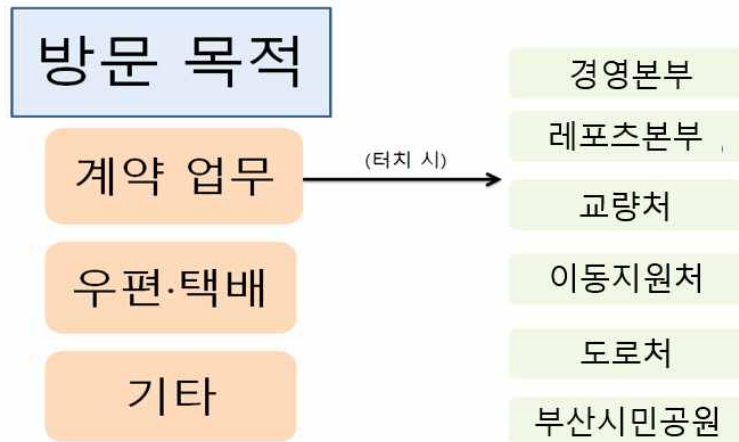 방문 목적
계약 업무
(터치 시)
우편·택배
기타
경영본부
레포츠본부
교량처
이동지원처
도로처
부산시민공원